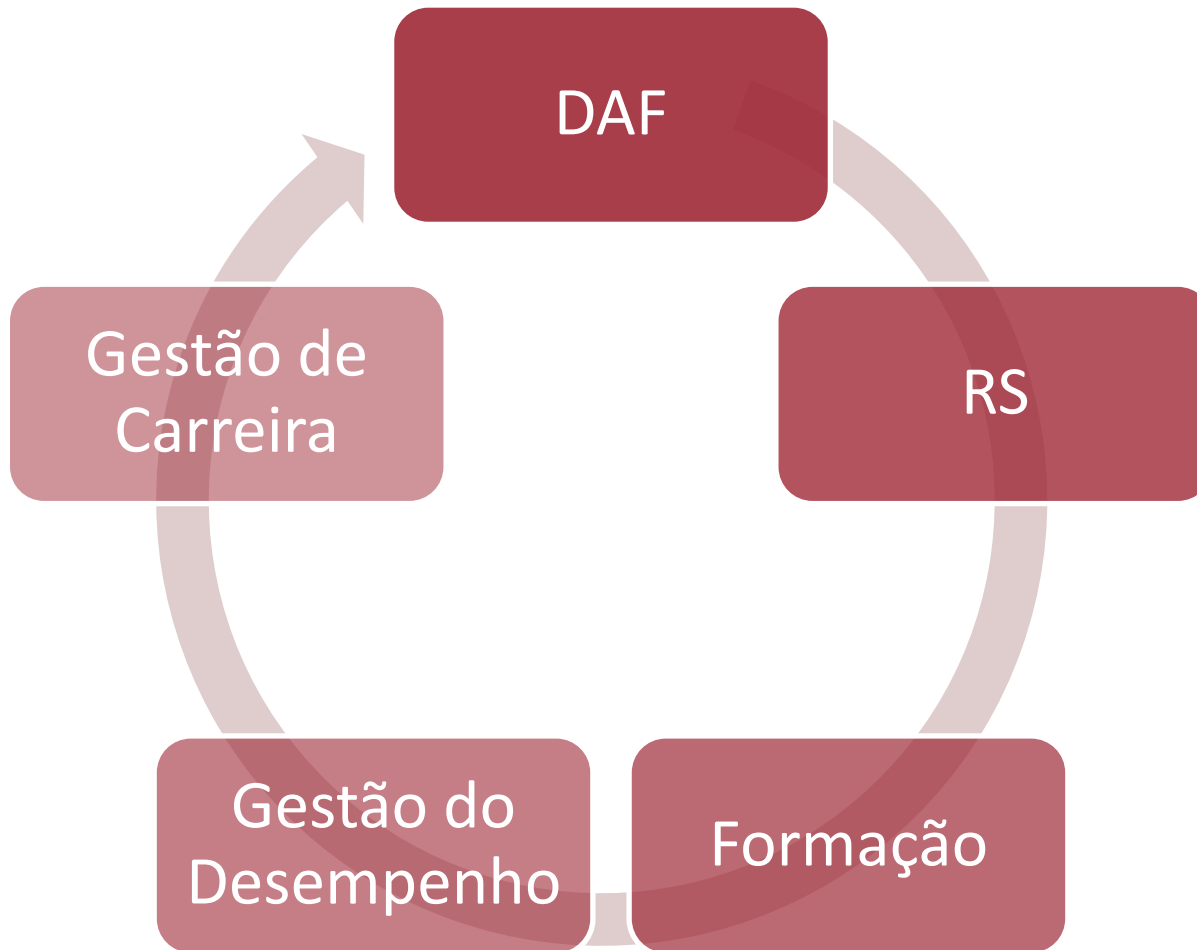 DAF
RS
Formação
Gestão do
Desempenho
Gestão de
Carreira